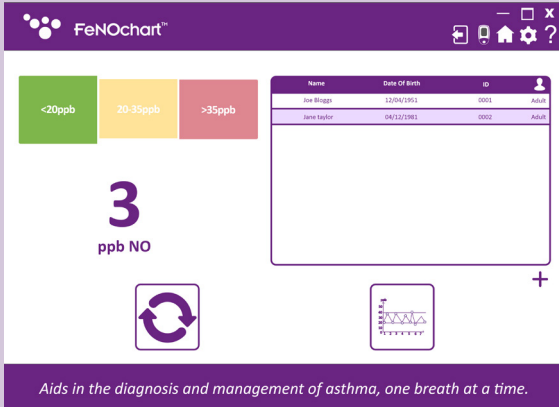 FeNOchart™
<20ppb 20-35ppb >35ppb
3
ppb NO
Name Date Of Birth ID
Joe Bloggs 12/04/1951 0001 Adult
Jane taylor 04/12/1981 0002 Adult
Aids in the diagnosis and management of asthma, one breath at a time.